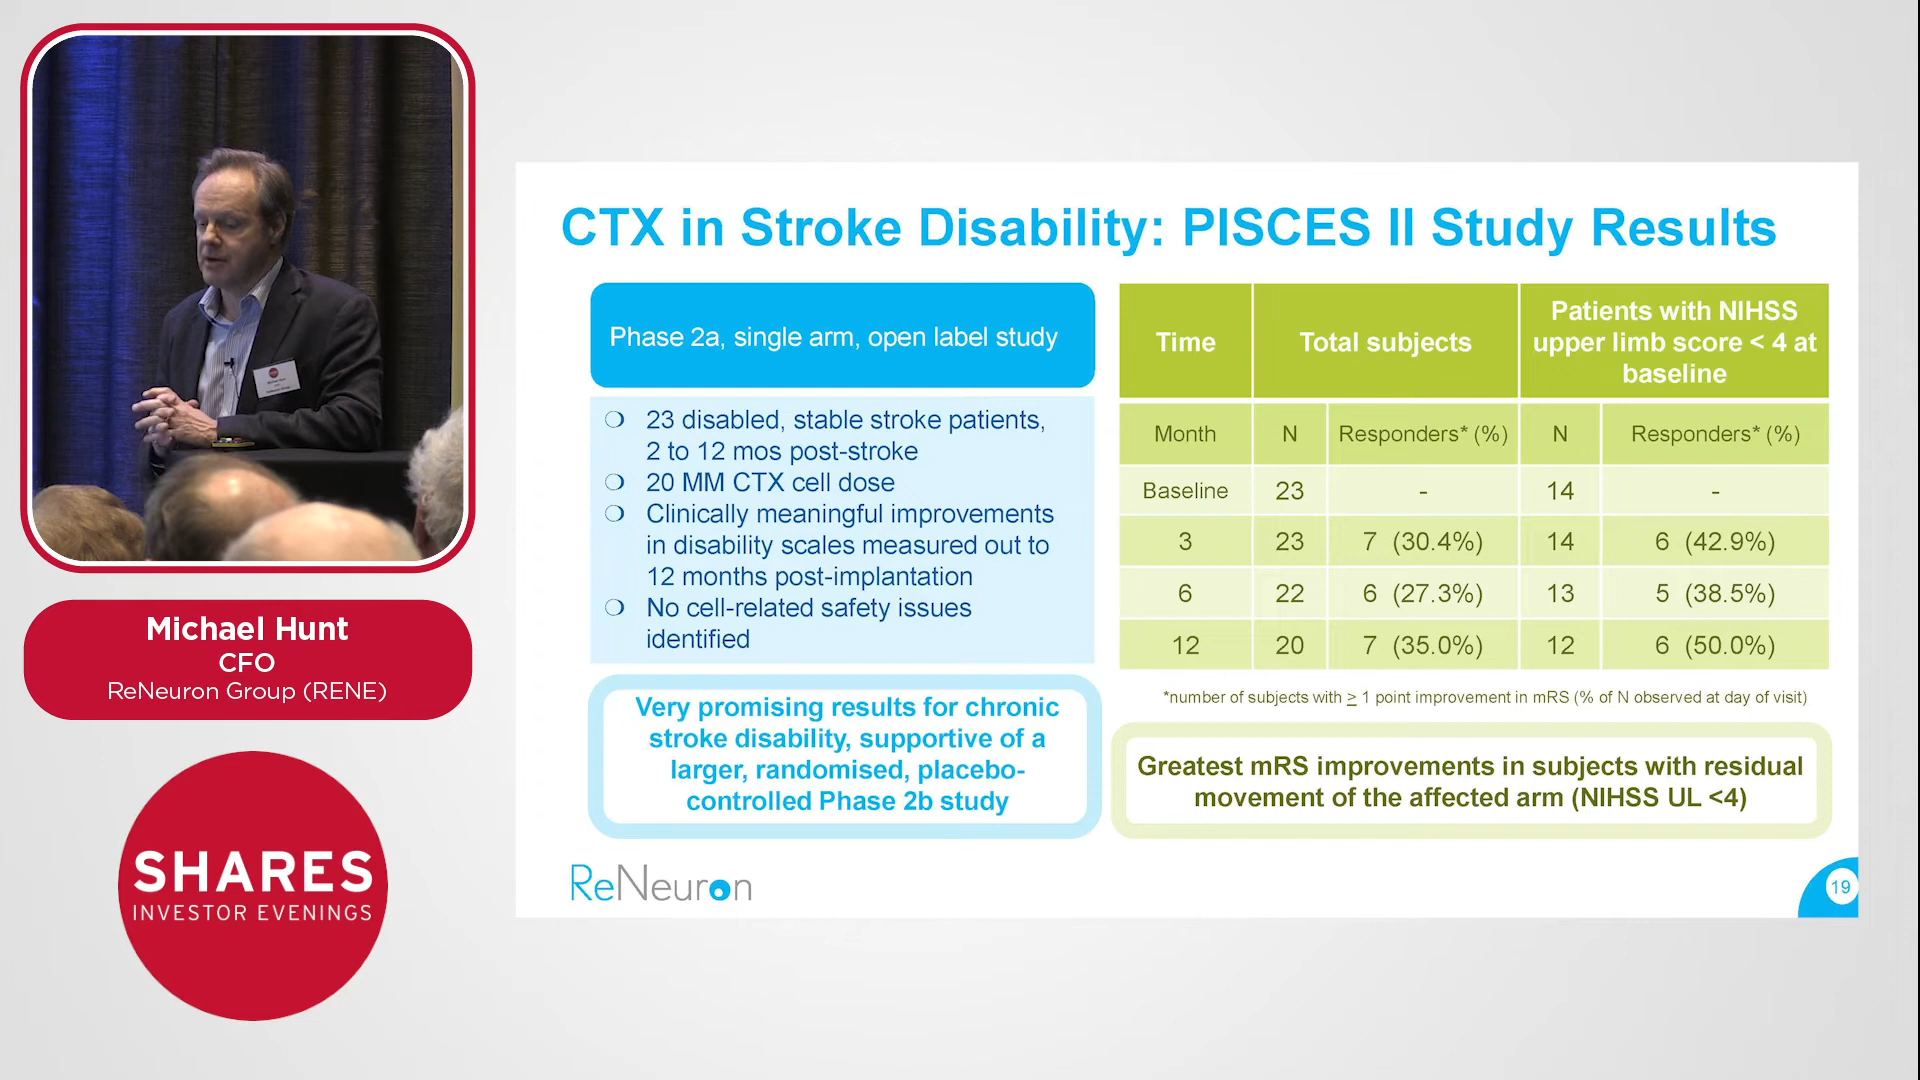 Michael Hunt
CFO
ReNeuron Group (RENE)
SHARES
INVESTOR EVENINGS
CTX in Stroke Disability: PISCES II Study Results
Phase 2a, single arm, open label study
❍ 23 disabled, stable stroke patients,
2 to 12 mos post-stroke
❍ 20 MM CTX cell dose
❍ Clinically meaningful improvements
in disability scales measured out to
12 months post-implantation
❍ No cell-related safety issues
identified
Very promising results for chronic
stroke disability, supportive of a
larger, randomised, placebo-
controlled Phase 2b study
Time Total subjects Patients with NIHSS
upper limb score < 4 at
baseline
Month N Responders* (%) N Responders* (%)
Baseline 23 - 14 -
3 23 7 (30.4%) 14 6 (42.9%)
6 22 6 (27.3%) 13 5 (38.5%)
12 20 7 (35.0%) 12 6 (50.0%)
*number of subjects with ≥ 1 point improvement in mRS (% of N observed at day of visit)
Greatest mRS improvements in subjects with residual
movement of the affected arm (NIHSS UL <4)
ReNeuron
19